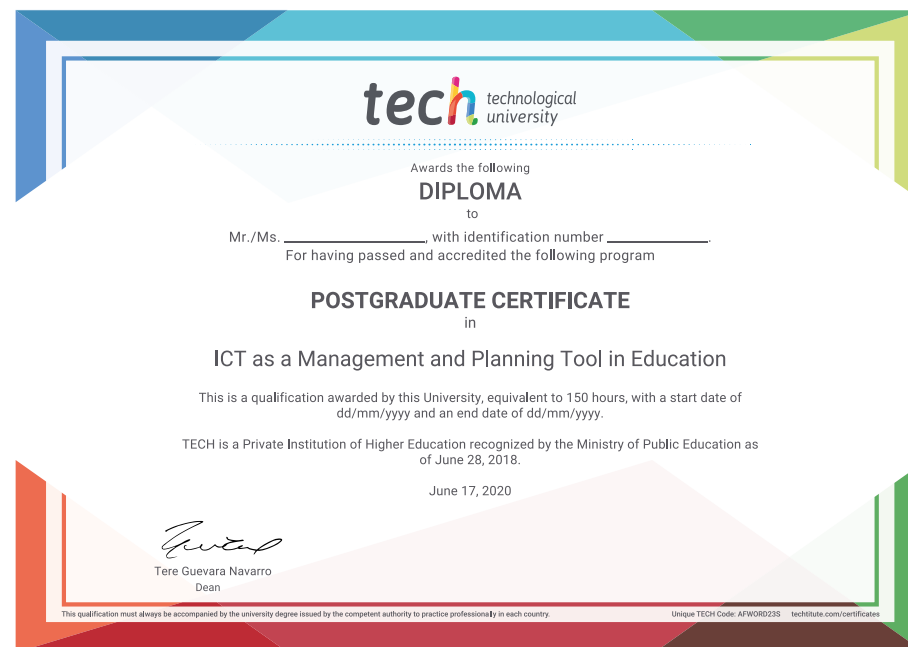 tech technological
university
Awards the following
DIPLOMA
to
Mr./Ms. ____________________, with identification number ______________.
For having passed and accredited the following program
POSTGRADUATE CERTIFICATE
in
ICT as a Management and Planning Tool in Education
This is a qualification awarded by this University, equivalent to 150 hours, with a start date of
dd/mm/yyyy and an end date of dd/mm/yyyy.
TECH is a Private Institution of Higher Education recognized by the Ministry of Public Education as
of June 28, 2018.
June 17, 2020
Tere Guevara Navarro
Dean
This qualification must always be accompanied by the university degree issued by the competent authority to practice professionally in each country. Unique TECH Code: AFWORD23S techtitute.com/certificates